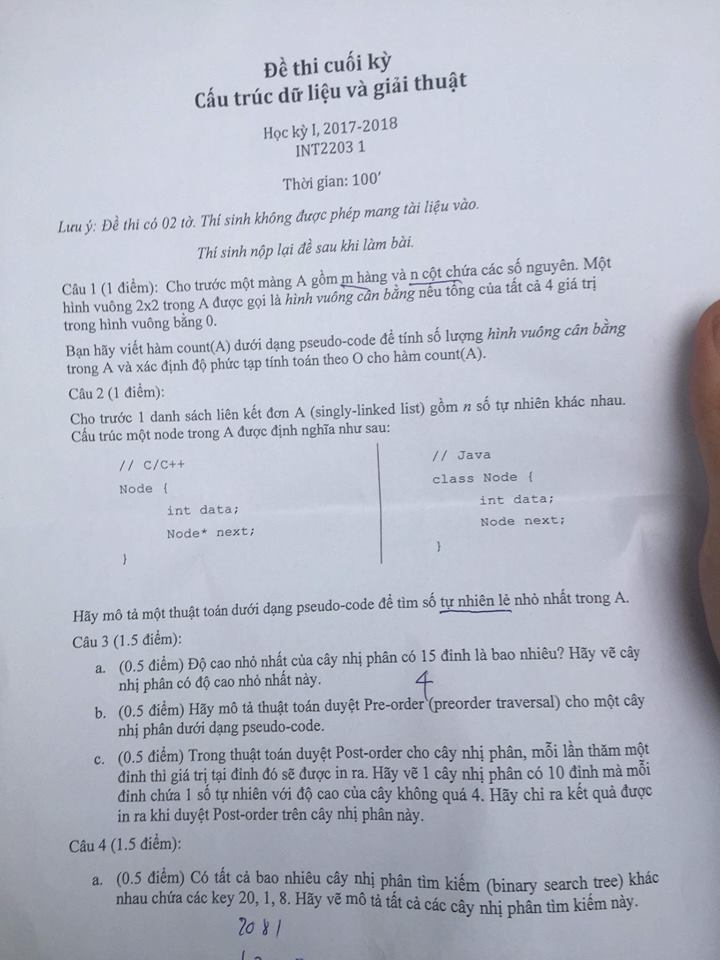 Đề thi cuối kỳ
Cấu trúc dữ liệu và giải thuật
Học kỳ I, 2017-2018
INT2203 1
Thời gian: 100'
Lưu ý: Đề thi có 02 tờ. Thí sinh không được phép mang tài liệu vào.
Thí sinh nộp lại đề sau khi làm bài.
Câu 1 (1 điểm): Cho trước một màng A gồm m hàng và n cột chứa các số nguyên. Một
hình vuông 2x2 trong A được gọi là hình vuông cân bằng nếu tổng của tất cả 4 giá trị
trong hình vuông bằng 0.
Bạn hãy viết hàm count(A) dưới dạng pseudo-code để tính số lượng hình vuông cân bằng
trong A và xác định độ phức tạp tính toán theo O cho hàm count(A).
Câu 2 (1 điểm):
Cho trước 1 danh sách liên kết đơn A (singly-linked list) gồm n số tự nhiên khác nhau.
Cấu trúc một node trong A được định nghĩa như sau:
// C/C++
Node {
int data;
Node* next;
}
// Java
class Node {
int data;
Node next;
}
Hãy mô tả một thuật toán dưới dạng pseudo-code để tìm số tự nhiên lẻ nhỏ nhất trong A.
Câu 3 (1.5 điểm):
a. (0.5 điểm) Độ cao nhỏ nhất của cây nhị phân có 15 đỉnh là bao nhiêu? Hãy vẽ cây
nhị phân có độ cao nhỏ nhất này.
4
b. (0.5 điểm) Hãy mô tả thuật toán duyệt Pre-order (preorder traversal) cho một cây
nhị phân dưới dạng pseudo-code.
c. (0.5 điểm) Trong thuật toán duyệt Post-order cho cây nhị phân, mỗi lần thăm một
đỉnh thì giá trị tại đỉnh đó sẽ được in ra. Hãy vẽ 1 cây nhị phân có 10 đỉnh mà mỗi
đỉnh chứa 1 số tự nhiên với độ cao của cây không quá 4. Hãy chỉ ra kết quả được
in ra khi duyệt Post-order trên cây nhị phân này.
Câu 4 (1.5 điểm):
a. (0.5 điểm) Có tất cả bao nhiêu cây nhị phân tìm kiếm (binary search tree) khác
nhau chứa các key 20, 1, 8. Hãy vẽ mô tả tất cả các cây nhị phân tìm kiếm này.
20 8 1